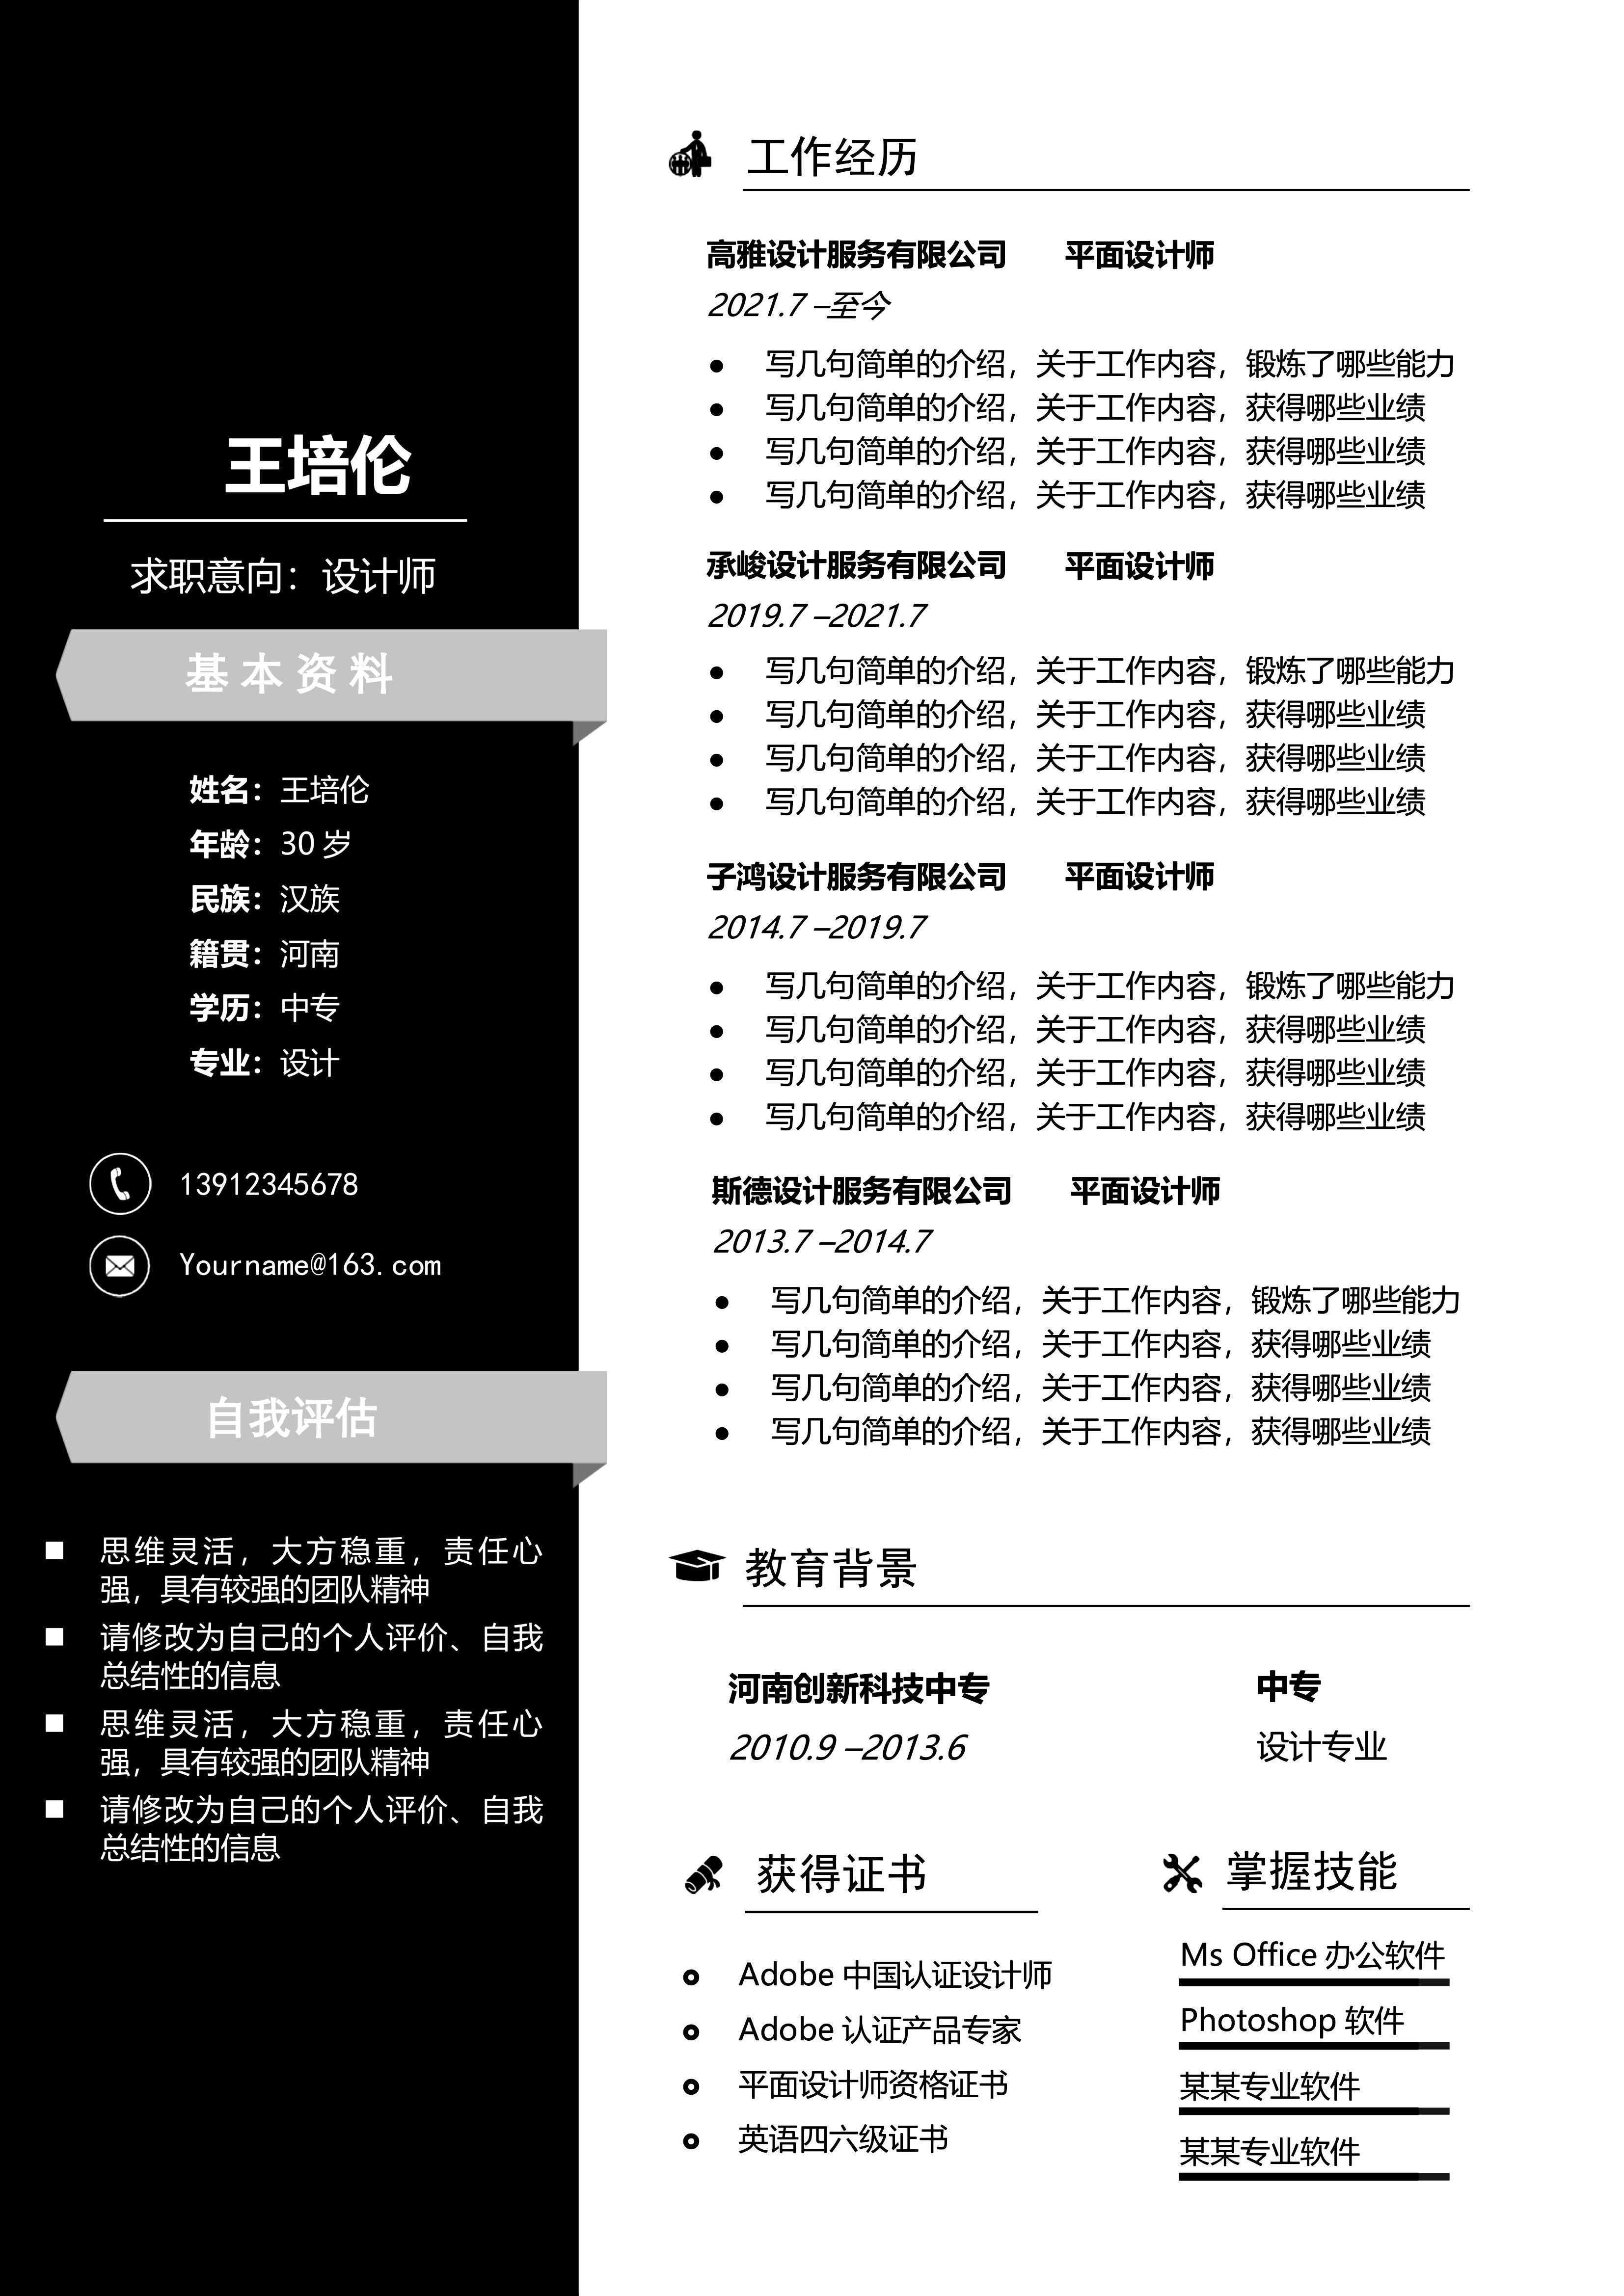 王培伦
求职意向：设计师
基本资料
姓名：王培伦
年龄：30 岁
民族：汉族
籍贯：河南
学历：中专
专业：设计
13912345678
Yourname@163.com
自我评估
思维灵活，大方稳重，责任心
强，具有较强的团队精神
请修改为自己的个人评价、自我
总结性的信息
思维灵活，大方稳重，责任心
强，具有较强的团队精神
请修改为自己的个人评价、自我
总结性的信息
工作经历
高雅设计服务有限公司 平面设计师
2021.7 –至今
● 写几句简单的介绍，关于工作内容，锻炼了哪些能力
● 写几句简单的介绍，关于工作内容，获得哪些业绩
● 写几句简单的介绍，关于工作内容，获得哪些业绩
● 写几句简单的介绍，关于工作内容，获得哪些业绩
承峻设计服务有限公司 平面设计师
2019.7 –2021.7
● 写几句简单的介绍，关于工作内容，锻炼了哪些能力
● 写几句简单的介绍，关于工作内容，获得哪些业绩
● 写几句简单的介绍，关于工作内容，获得哪些业绩
● 写几句简单的介绍，关于工作内容，获得哪些业绩
子鸿设计服务有限公司 平面设计师
2014.7 –2019.7
● 写几句简单的介绍，关于工作内容，锻炼了哪些能力
● 写几句简单的介绍，关于工作内容，获得哪些业绩
● 写几句简单的介绍，关于工作内容，获得哪些业绩
● 写几句简单的介绍，关于工作内容，获得哪些业绩
斯德设计服务有限公司 平面设计师
2013.7 –2014.7
● 写几句简单的介绍，关于工作内容，锻炼了哪些能力
● 写几句简单的介绍，关于工作内容，获得哪些业绩
● 写几句简单的介绍，关于工作内容，获得哪些业绩
● 写几句简单的介绍，关于工作内容，获得哪些业绩
教育背景
河南创新科技中专 中专
2010.9 –2013.6 设计专业
获得证书
Adobe 中国认证设计师
Adobe 认证产品专家
平面设计师资格证书
英语四六级证书
掌握技能
Ms Office 办公软件
Photoshop 软件
某某专业软件
某某专业软件